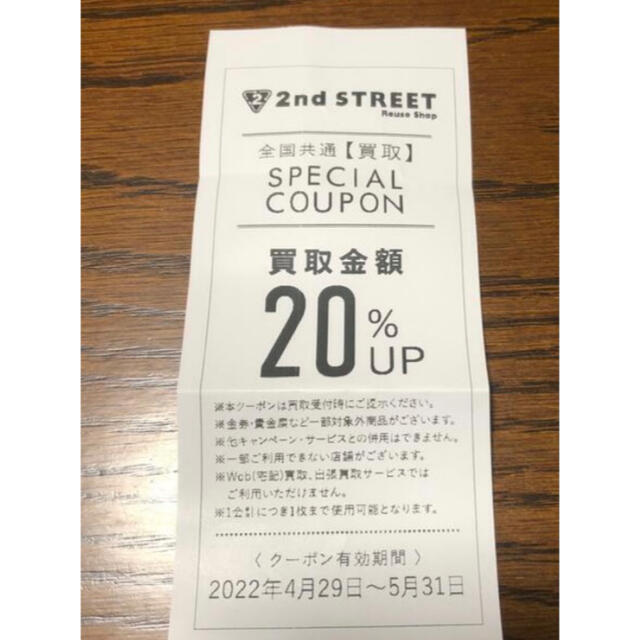 2nd STREET
Reuse Shop
全国共通【買取】
SPECIAL
COUPON
買取金額
20%
UP
※本クーポンは買取受付時にご提示ください。
※金券・貴金属など一部対象外商品がございます。
※他キャンペーン・サービスとの併用はできません。
※一部ご利用できない店舗がございます。
※Web(宅配)買取、出張買取サービスでは
ご利用いただけません。
※1会計につき1枚まで使用可能となります。
〈 クーポン有効期間 〉
2022年4月29日〜5月31日